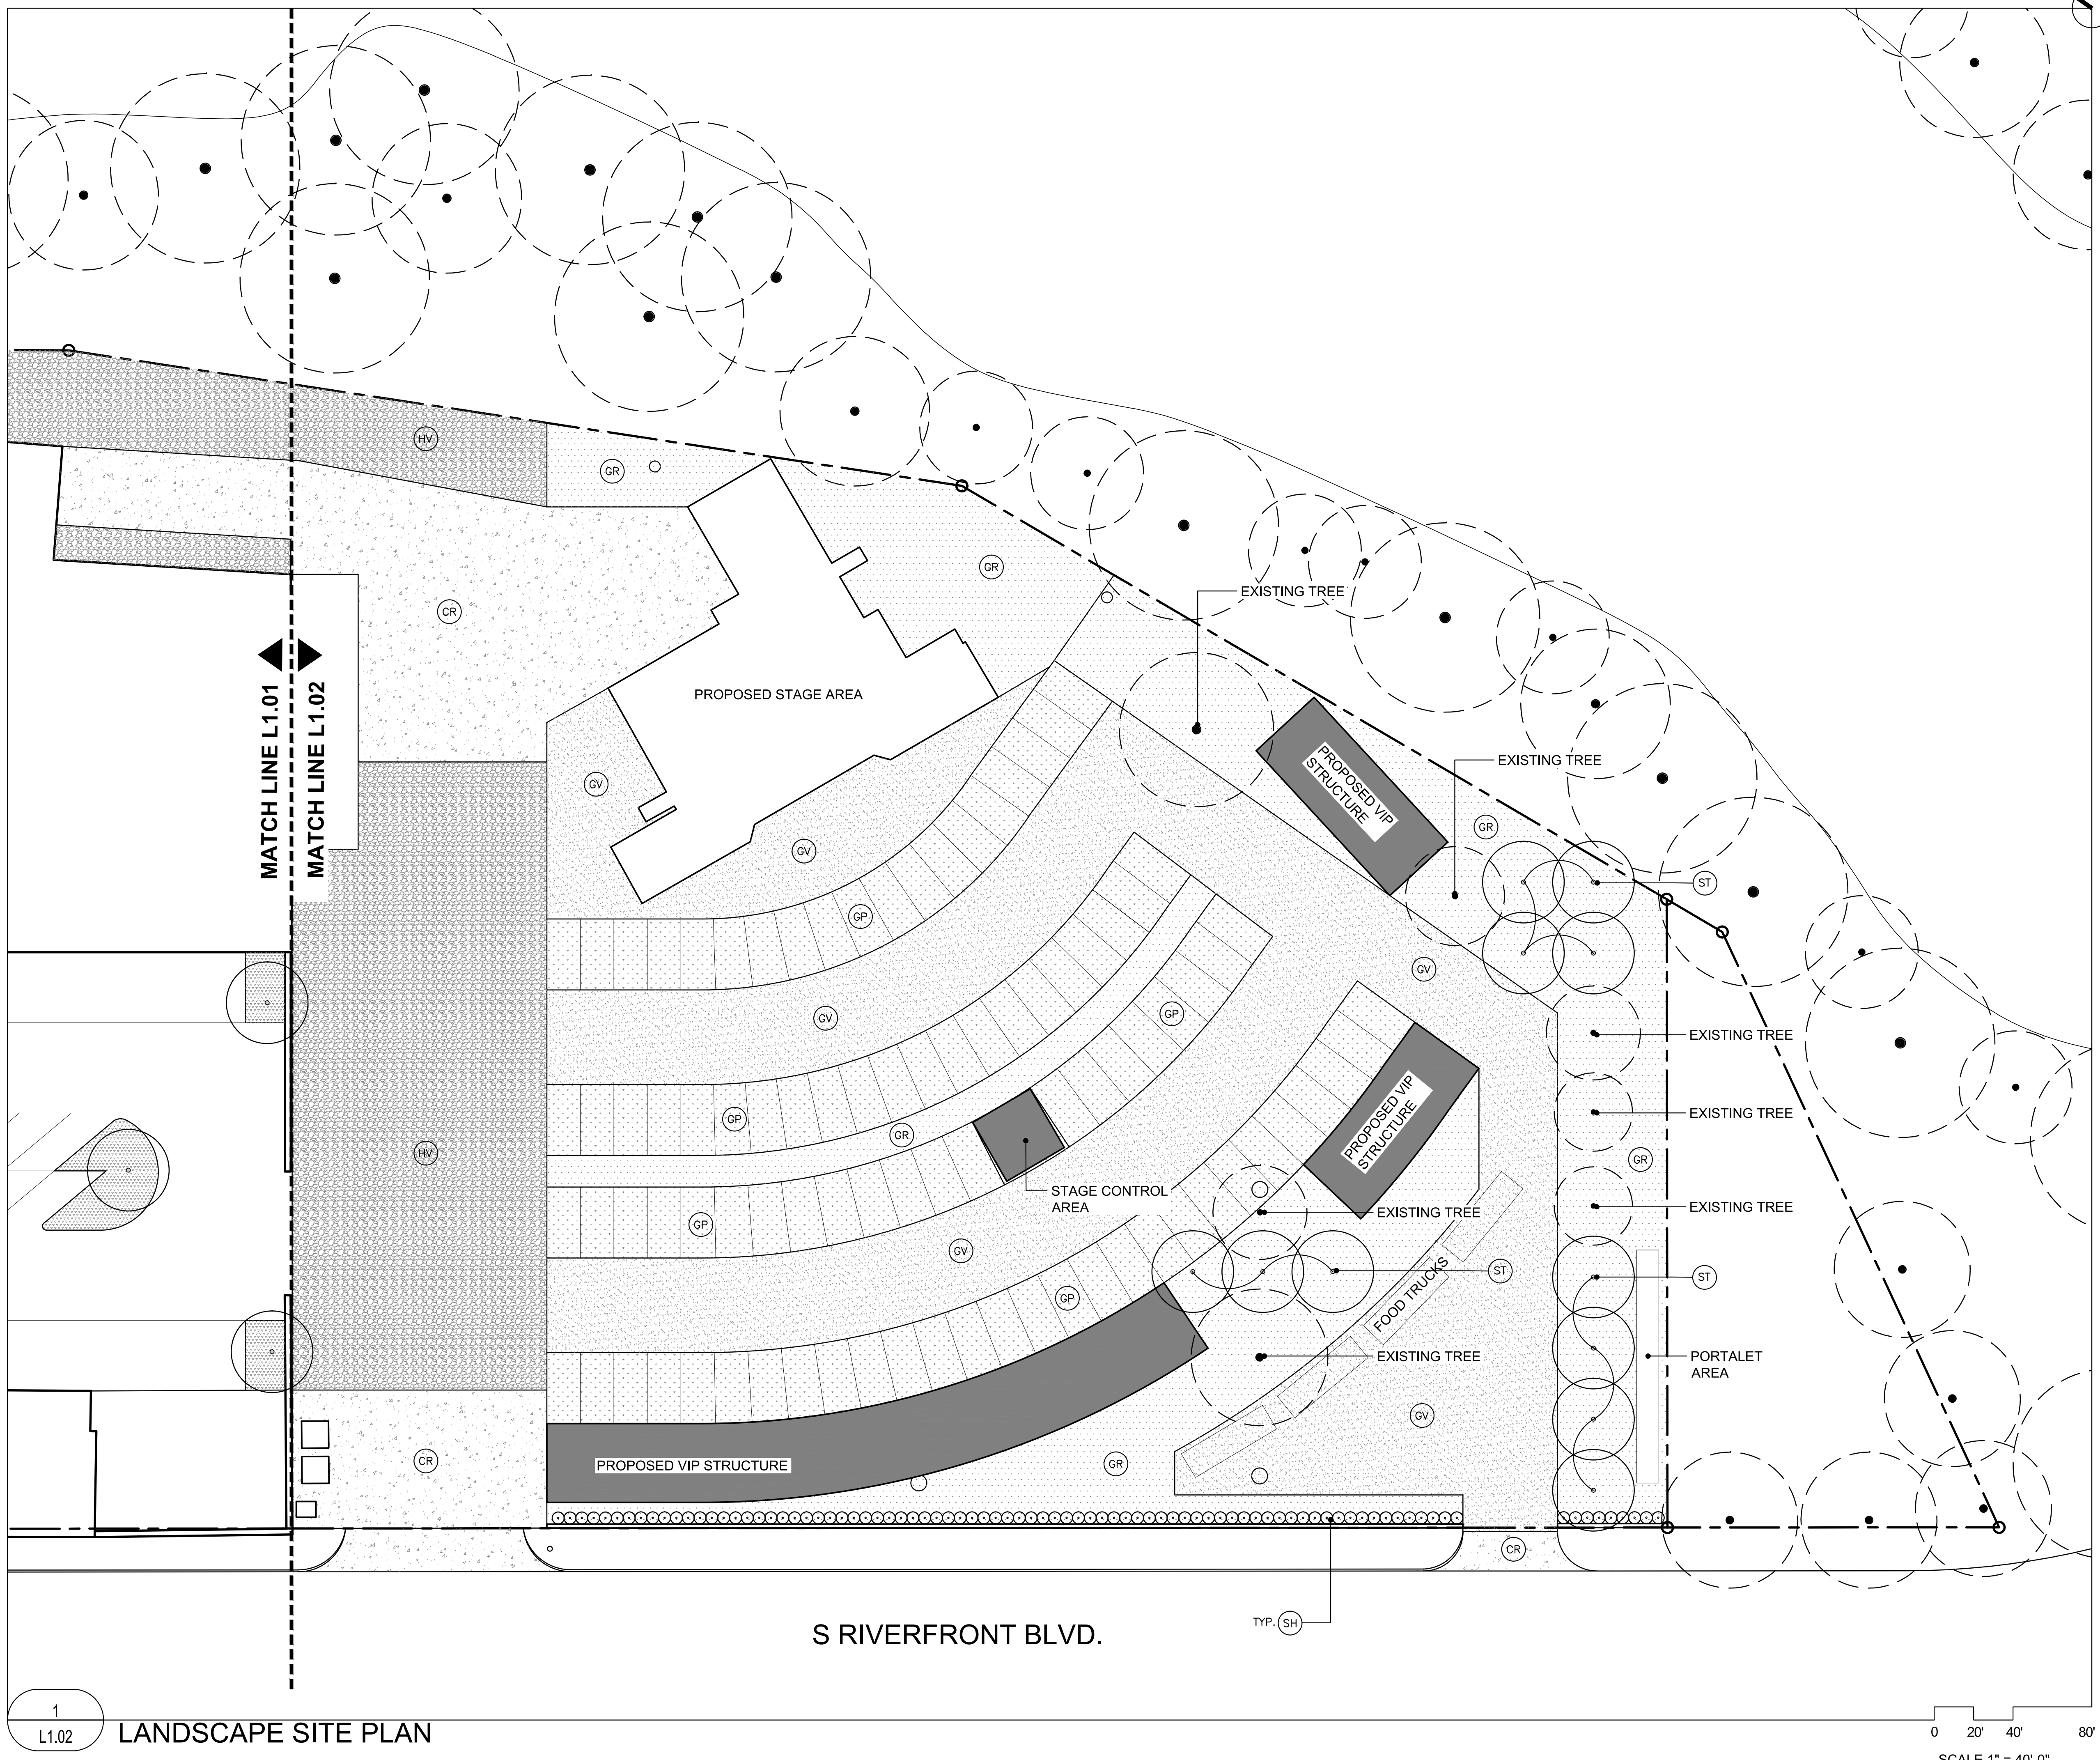 HV
GR
GR
EXISTING TREE
CR
PROPOSED STAGE AREA
MATCH LINE L1.01
MATCH LINE L1.02
EXISTING TREE
PROPOSED VIP
STRUCTURE
GV
GR
GV
ST
GP
GV
GV
GP
EXISTING TREE
GP
EXISTING TREE
GR
PROPOSED VIP
STRUCTURE
HV
GR
STAGE CONTROL
AREA
EXISTING TREE
EXISTING TREE
GP
GV
ST
ST
FOOD TRUCKS
GP
EXISTING TREE
PORTALET
AREA
GV
CR
PROPOSED VIP STRUCTURE
GR
CR
TYP. SH
S RIVERFRONT BLVD.
1
L1.02
LANDSCAPE SITE PLAN
0 20' 40' 80'
SCALE 1" = 40'-0"